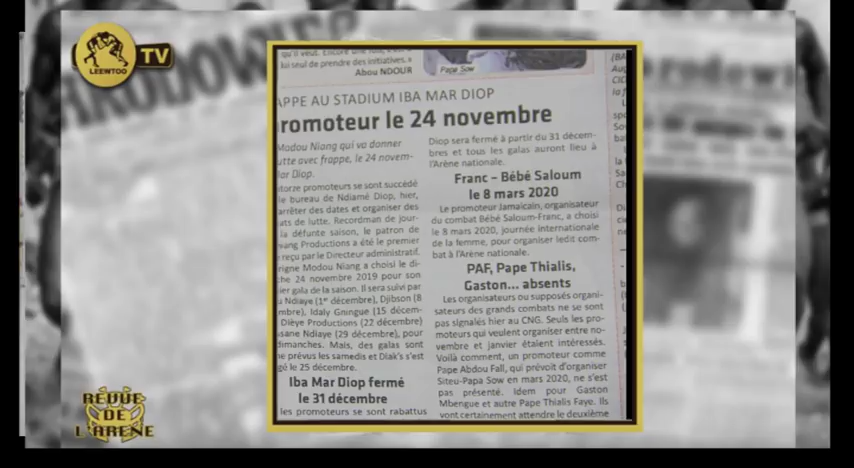 LEEWTOO
TV
RODOWE
REVUE
DE
L'ARENE
qu'il veut. Encore une fois, c'est à
lui seul de prendre des initiatives. »
Abou NDOUR
Pape Sow
APPE AU STADIUM IBA MAR DIOP
romoteur le 24 novembre
Modou Niang qui va donner
utte avec frappe, le 24 novem-
Mar Diop.
atorze promoteurs se sont succédé
le bureau de Ndiamé Diop, hier,
arrêter des dates et organiser des
ats de lutte. Recordman de jour-
la défunte saison, le patron de
iang Productions a été le premier
e reçu par le Directeur administratif.
rigne Modou Niang a choisi le di-
che 24 novembre 2019 pour son
ier gala de la saison. Il sera suivi par
u Ndiaye (1er décembre), Djibson (8
mbre), Idaly Gningue (15 décem-
Dièye Productions (22 décembre)
sane Ndiaye (29 décembre), pour
dimanches. Mais, des galas sont
ne prévus les samedis et Diak's s'est
gé le 25 décembre.
Iba Mar Diop fermé
le 31 décembre
les promoteurs se sont rabattus
Diop sera fermé à partir du 31 décem-
bres et tous les galas auront lieu à
l'Arène nationale.
Franc – Bébé Saloum
le 8 mars 2020
Le promoteur Jamaicain, organisateur
du combat Bébé Saloum-Franc, a choisi
le 8 mars 2020, journée internationale
de la femme, pour organiser ledit com-
bat à l'Arène nationale.
PAF, Pape Thialis,
Gaston... absents
Les organisateurs ou supposés organi-
sateurs des grands combats ne se sont
pas signalés hier au CNG. Seuls les pro-
moteurs qui veulent organiser entre no-
vembre et janvier étaient intéressés.
Voilà comment, un promoteur comme
Pape Abdou Fall, qui prévoit d'organiser
Siteu-Papa Sow en mars 2020, ne s'est
pas présenté. Idem pour Gaston
Mbengue et autre Pape Thialis Faye. Ils
vont certainement attendre le deuxième